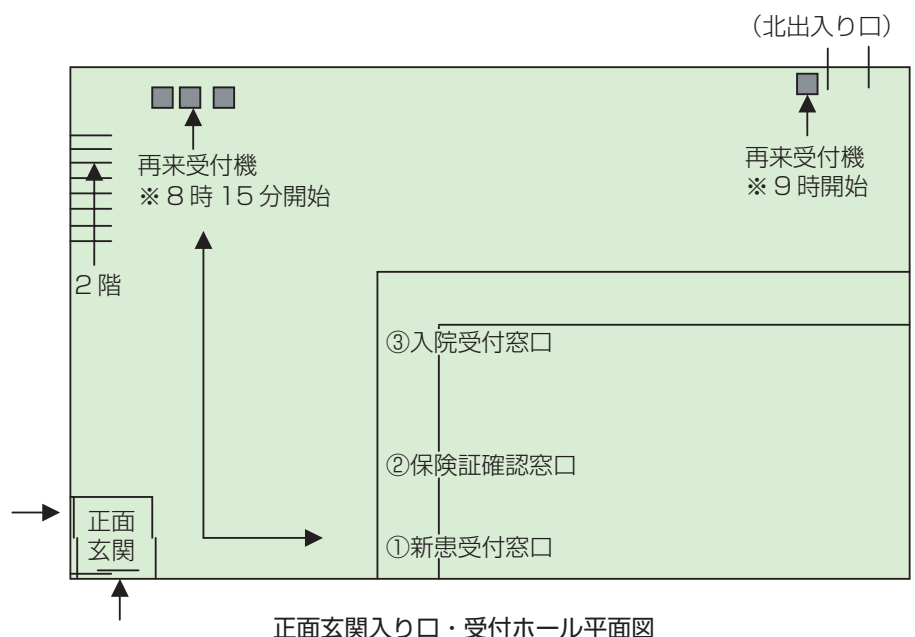 （北出入り口）
再来受付機
※８時15分開始
再来受付機
※９時開始
２階
③入院受付窓口
②保険証確認窓口
①新患受付窓口
正面
玄関
正面玄関入り口・受付ホール平面図